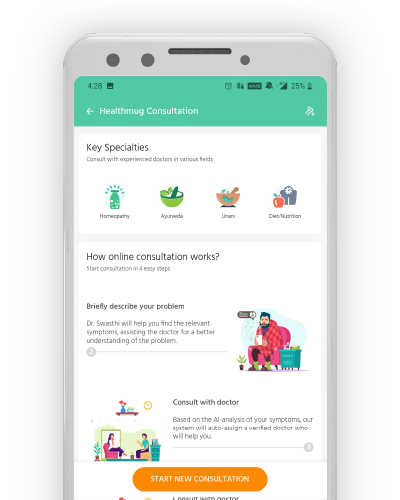 4:28 25%
Healthmug Consultation
Key Specialties
Consult with experienced doctors in various fields
Homeopathy Ayurveda Unani Diet/Nutrition
How online consultation works?
Start consultation in 4 easy steps
Briefly describe your problem
Dr. Swasthi will help you find the relevant
symptoms, assisting the doctor for a better
understanding of the problem.
2
Consult with doctor
Based on the AI-analysis of your symptoms, our
system will auto-assign a verified doctor who
will help you.
3
START NEW CONSULTATION
Consult with doctor